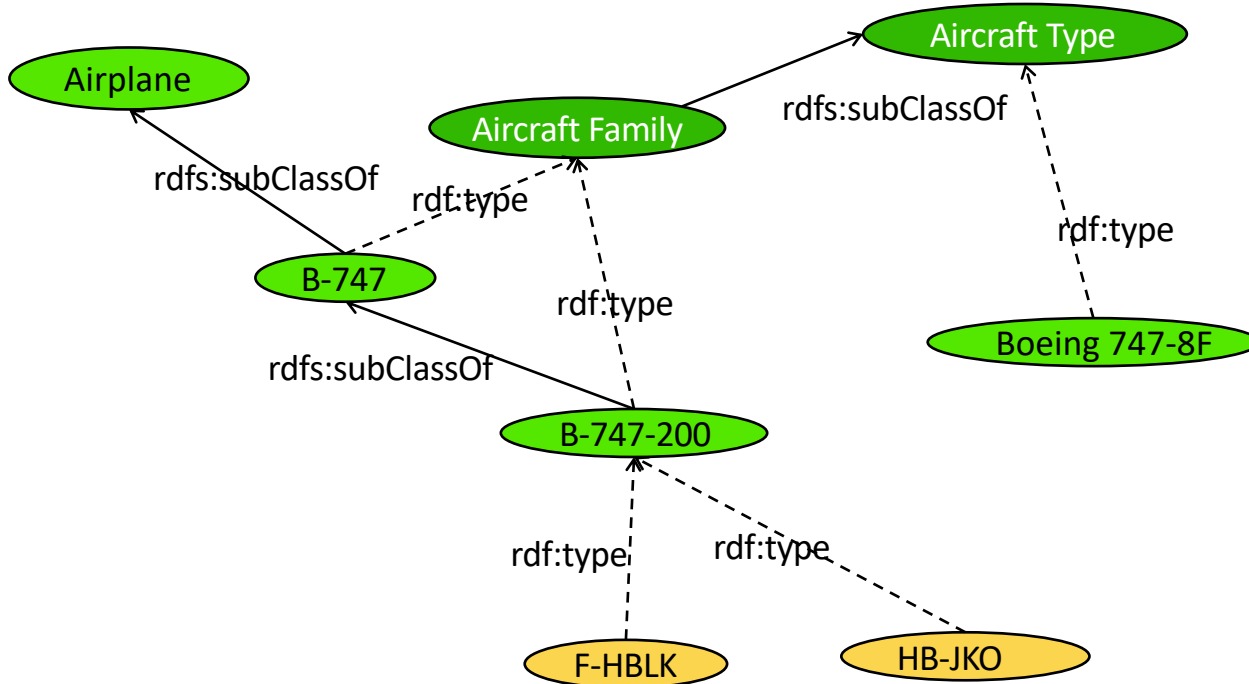 Aircraft Type
Airplane
rdfs:subClassOf
Aircraft Family
rdfs:subClassOf
rdf:type
rdf:type
B-747
rdf:type
Boeing 747-8F
rdfs:subClassOf
B-747-200
rdf:type
rdf:type
F-HBLK
HB-JKO